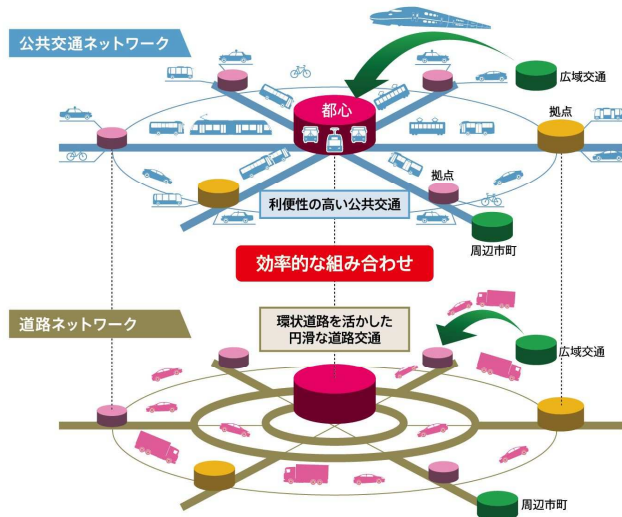 公共交通ネットワーク
広域交通
都心
拠点
拠点
利便性の高い公共交通
周辺市町
効率的な組み合わせ
道路ネットワーク
環状道路を活かした
円滑な道路交通
広域交通
周辺市町